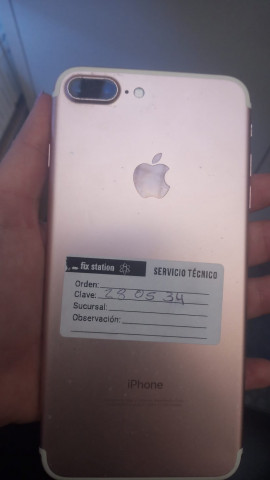 fix station SERVICIO TÉCNICO
Orden:
Clave: 28 05 34
Sucursal:
Observación:
iPhone